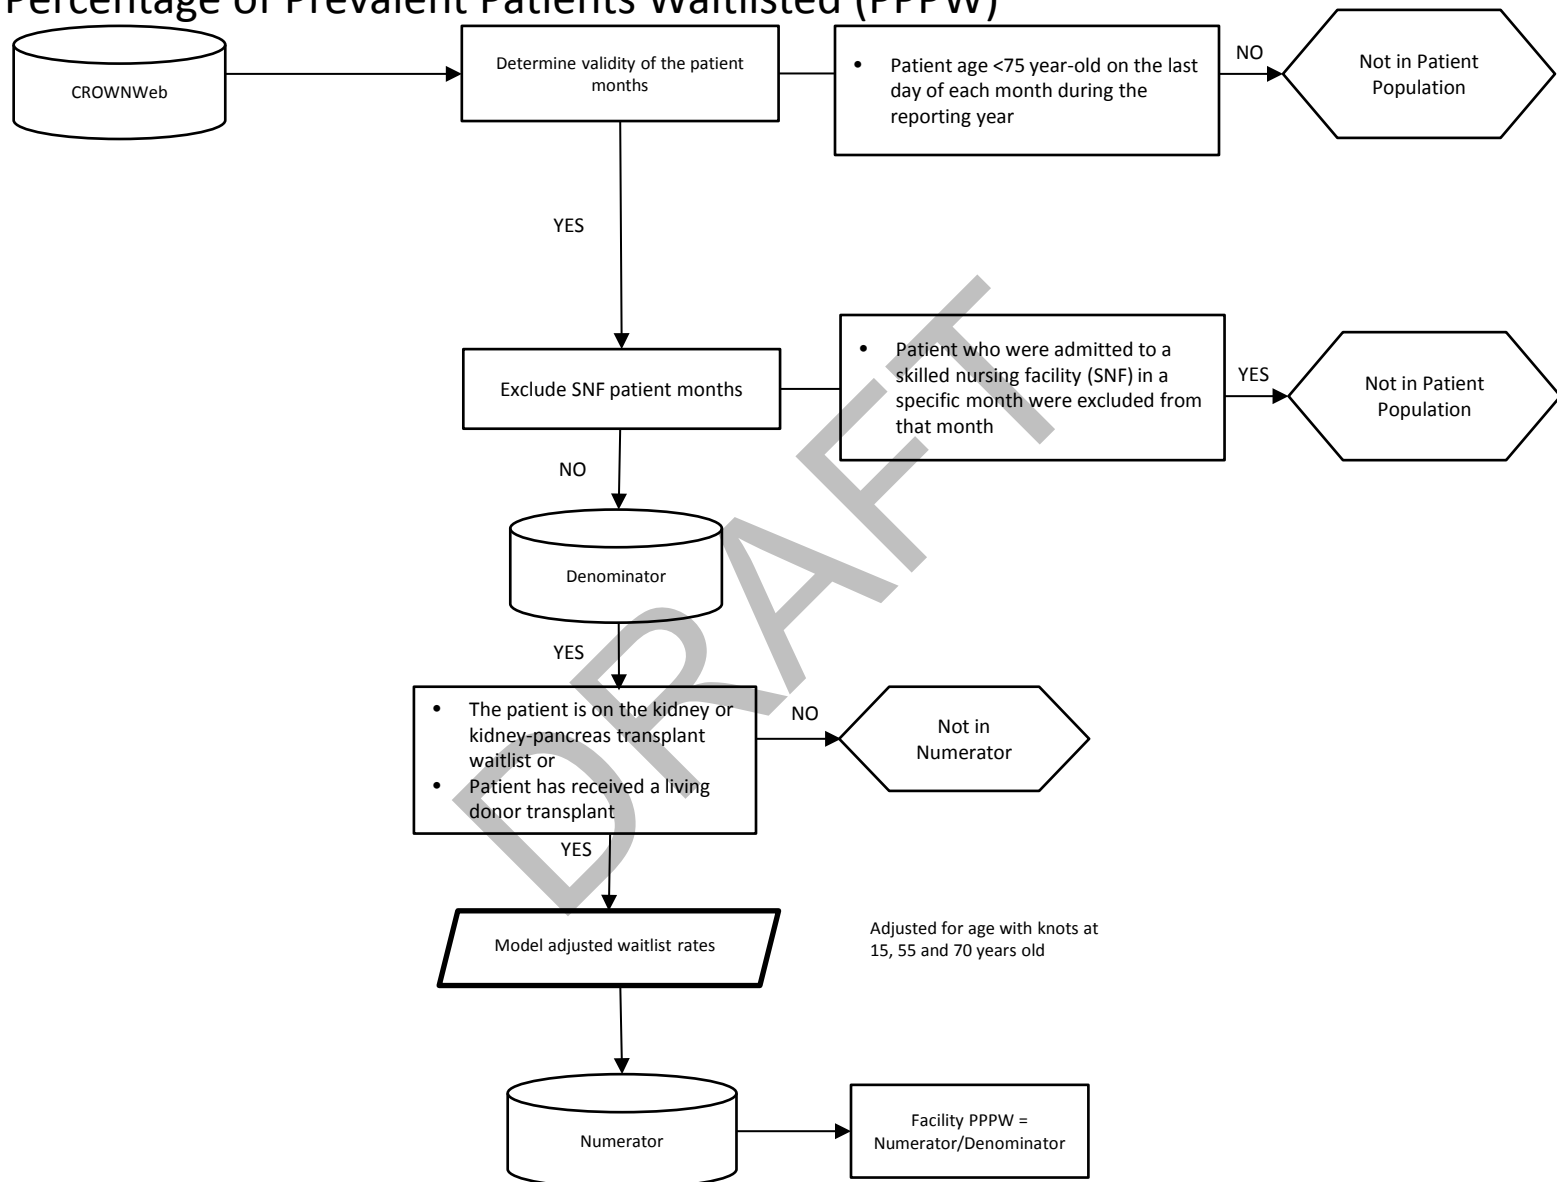 Percentage of Prevalent Patients Waitlisted (PPPW)
CROWNWeb
Determine validity of the patient
months
• Patient age <75 year-old on the last
day of each month during the
reporting year
NO
Not in Patient
Population
YES
Exclude SNF patient months
• Patient who were admitted to a
skilled nursing facility (SNF) in a
specific month were excluded from
that month
YES
Not in Patient
Population
NO
Denominator
YES
• The patient is on the kidney or
kidney-pancreas transplant
waitlist or
• Patient has received a living
donor transplant
NO
Not in
Numerator
YES
Model adjusted waitlist rates
Adjusted for age with knots at
15, 55 and 70 years old
Numerator
Facility PPPW =
Numerator/Denominator
DRAFT